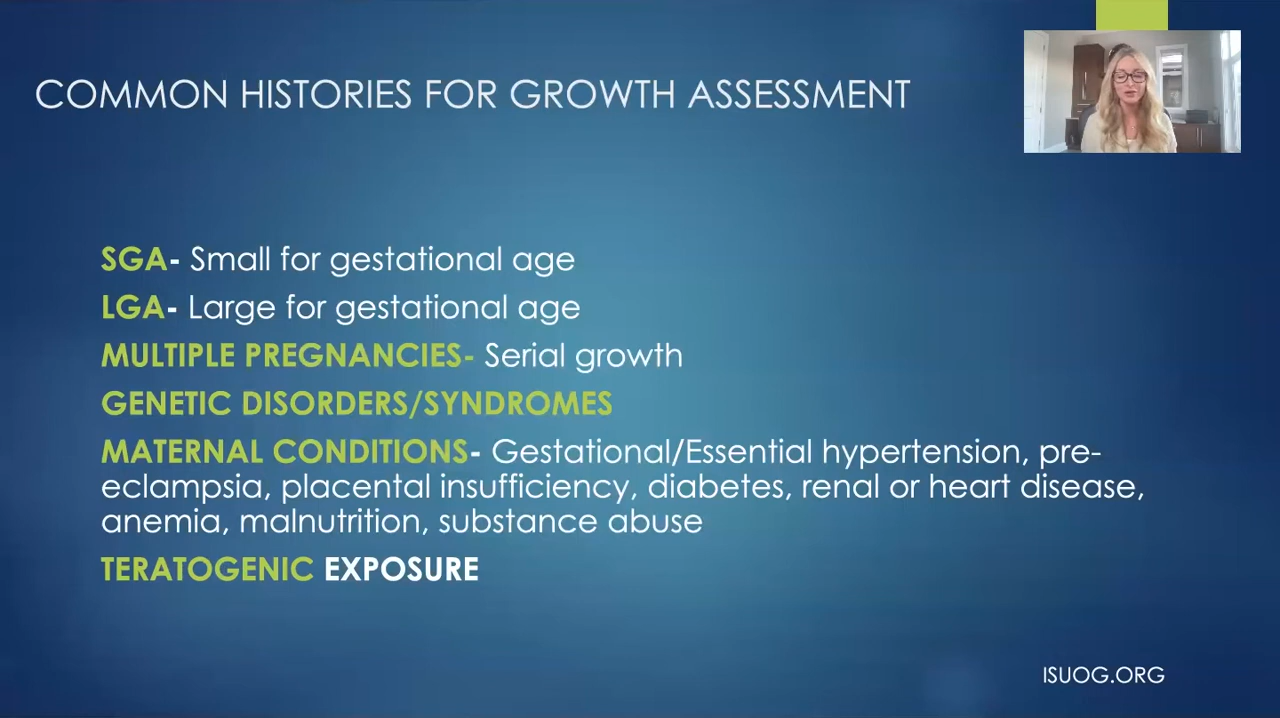 COMMON HISTORIES FOR GROWTH ASSESSMENT
SGA- Small for gestational age
LGA- Large for gestational age
MULTIPLE PREGNANCIES- Serial growth
GENETIC DISORDERS/SYNDROMES
MATERNAL CONDITIONS- Gestational/Essential hypertension, pre-
eclampsia, placental insufficiency, diabetes, renal or heart disease,
anemia, malnutrition, substance abuse
TERATOGENIC EXPOSURE
ISUOG.ORG